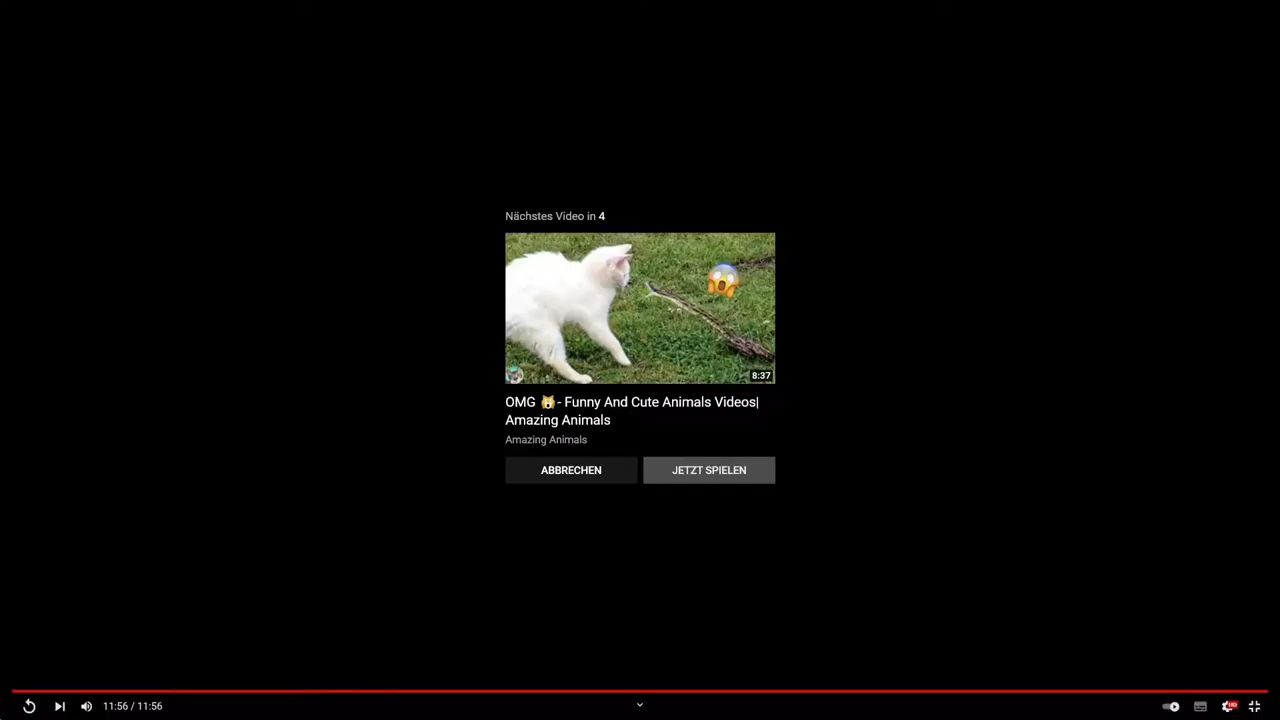 Nächstes Video in 4
8:37
OMG 🙀- Funny And Cute Animals Videos|
Amazing Animals
Amazing Animals
ABBRECHEN
JETZT SPIELEN
11:56 / 11:56
HD